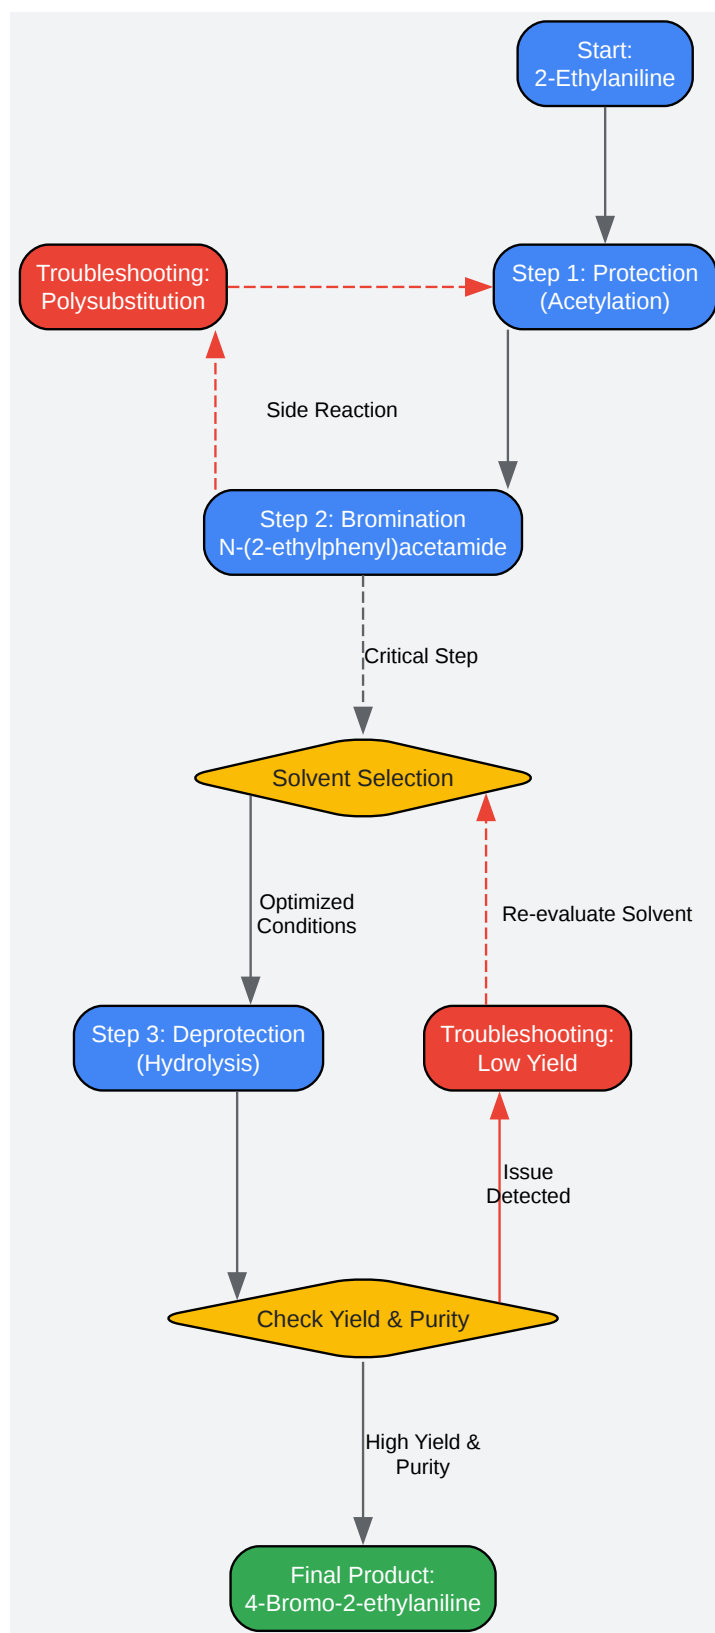 Start:
2-Ethylaniline
Troubleshooting:
Polysubstitution
Step 1: Protection
(Acetylation)
Side Reaction
Step 2: Bromination
N-(2-ethylphenyl)acetamide
Critical Step
Solvent Selection
Optimized
Conditions
Re-evaluate Solvent
Step 3: Deprotection
(Hydrolysis)
Troubleshooting:
Low Yield
Issue
Detected
Check Yield & Purity
High Yield &
Purity
Final Product:
4-Bromo-2-ethylaniline